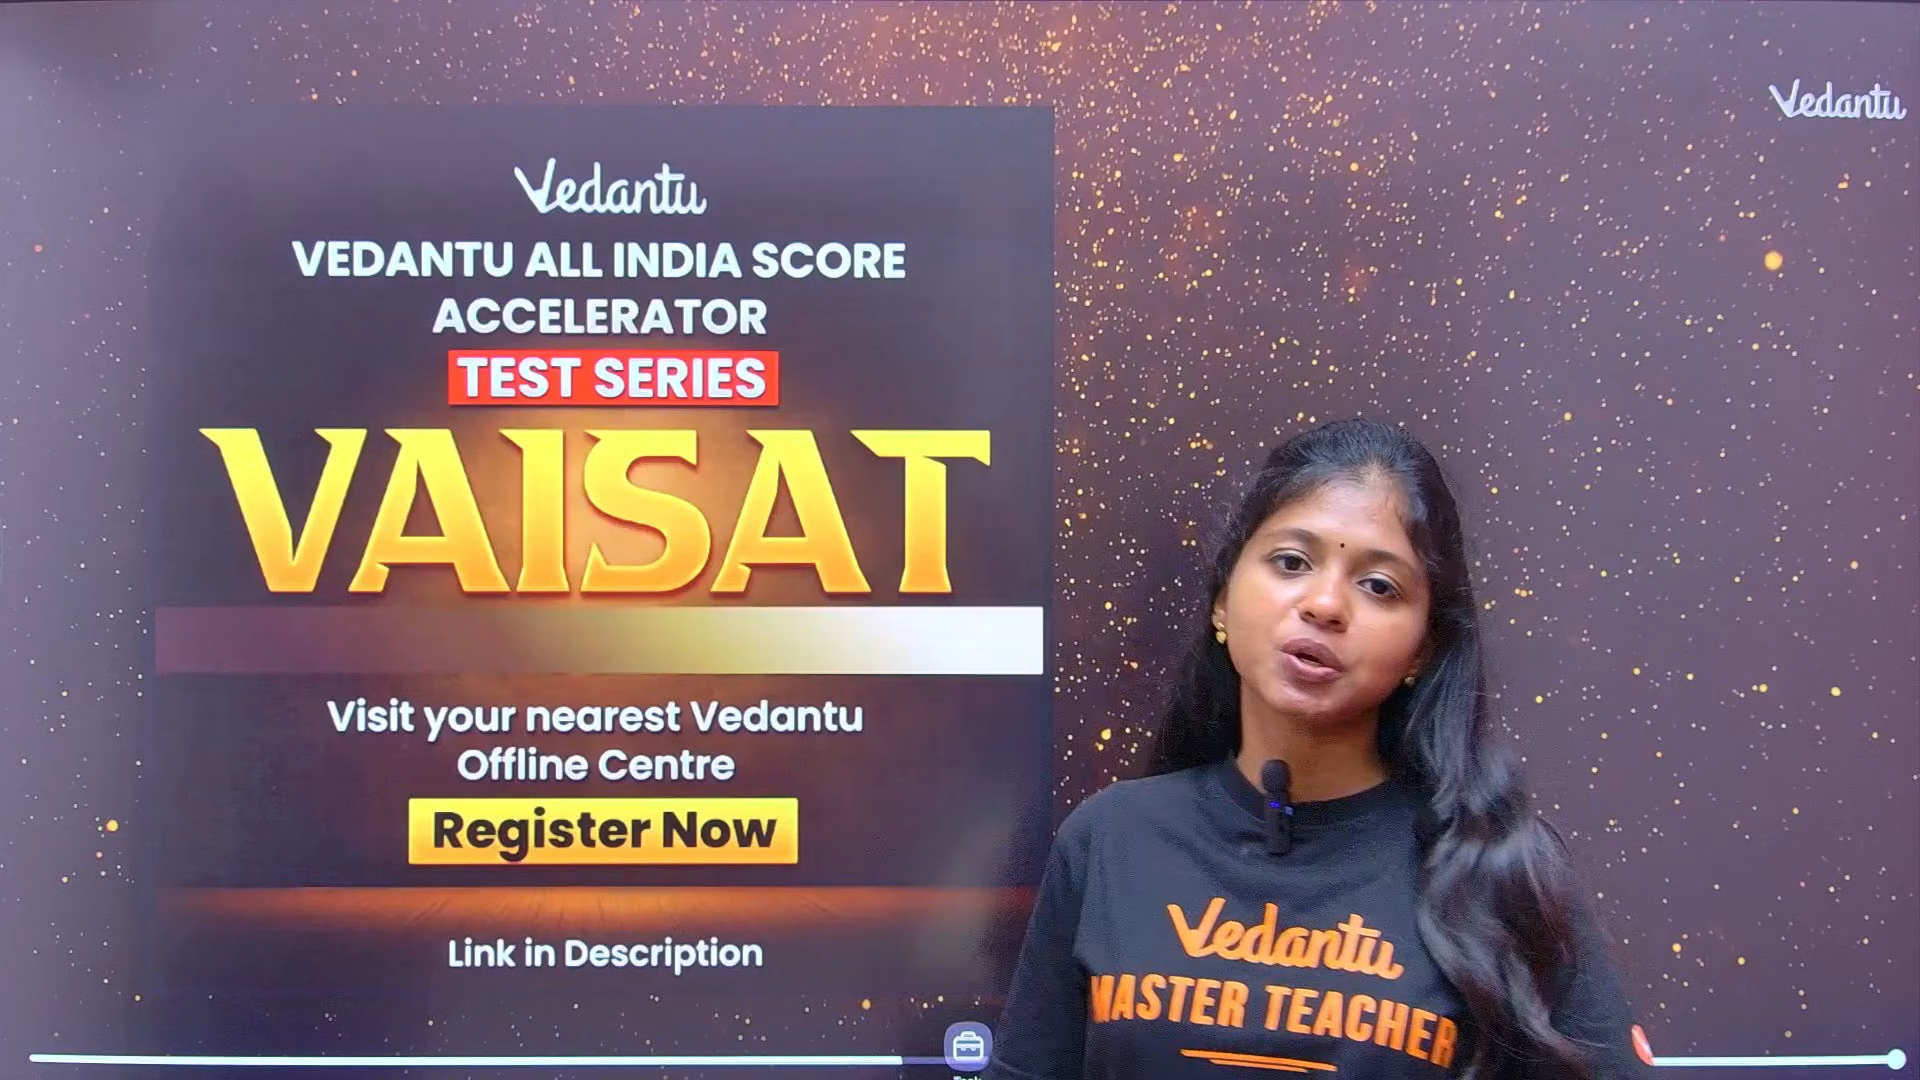 Vedantu
Vedantu
VEDANTU ALL INDIA SCORE
ACCELERATOR
TEST SERIES
VAISAT
Visit your nearest Vedantu
Offline Centre
Register Now
Link in Description
Vedantu
MASTER TEACHER